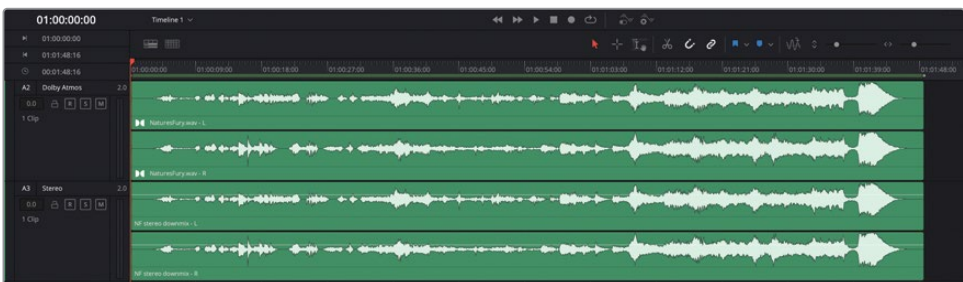 01:00:00:00 Timeline 1
01:00:00:00
01:01:48:16
00:01:48:16
01:00:00:00 01:00:09:00 01:00:18:00 01:00:27:00 01:00:36:00 01:00:45:00 01:00:54:00 01:01:03:00 01:01:12:00 01:01:21:00 01:01:30:00 01:01:39:00 01:01:48:00
A2 Dolby Atmos 2.0
0.0 R S M
1 Clip
NaturesFury.wav - L
NaturesFury.wav - R
A3 Stereo 2.0
0.0 R S M
1 Clip
NF stereo downmix - L
NF stereo downmix - R